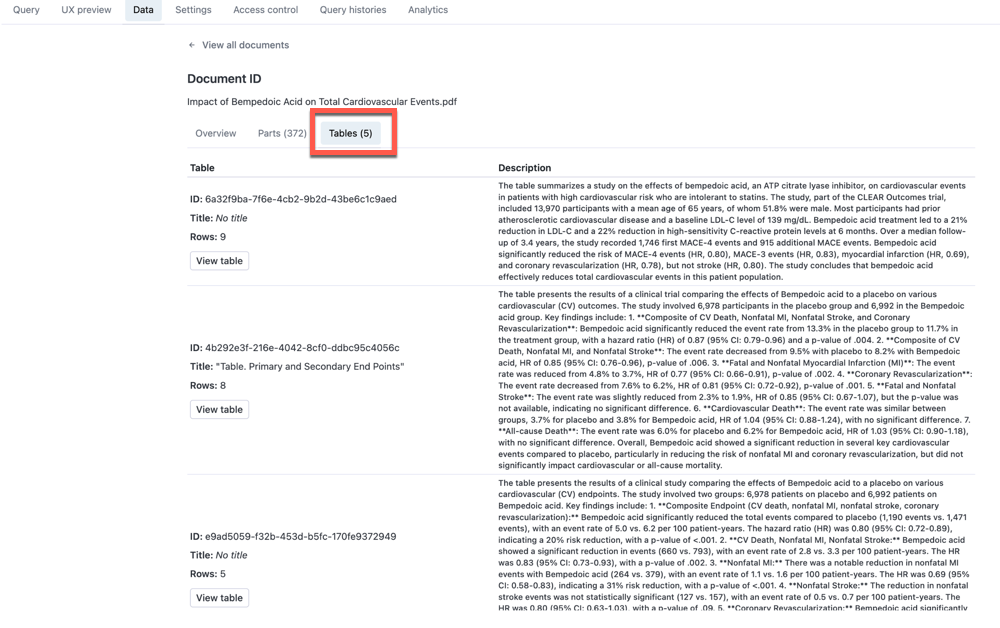 Query UX preview Data Settings Access control Query histories Analytics
← View all documents
Document ID
Impact of Bempedoic Acid on Total Cardiovascular Events.pdf
Overview Parts (372) Tables (5)
Table Description
ID: 6a32f9ba-7f6e-4cb2-9b2d-43be6c1c9aed
Title: No title
Rows: 9
View table
The table summarizes a study on the effects of bempedoic acid, an ATP citrate lyase inhibitor, on cardiovascular events
in patients with high cardiovascular risk who are intolerant to statins. The study, part of the CLEAR Outcomes trial,
included 13,970 participants with a mean age of 65 years, of whom 51.8% were male. Most participants had prior
atherosclerotic cardiovascular disease and a baseline LDL-C level of 139 mg/dL. Bempedoic acid treatment led to a 21%
reduction in LDL-C and a 22% reduction in high-sensitivity C-reactive protein levels at 6 months. Over a median follow-
up of 3.4 years, the study recorded 1,746 first MACE-4 events and 915 additional MACE events. Bempedoic acid
significantly reduced the risk of MACE-4 events (HR, 0.80), MACE-3 events (HR, 0.83), myocardial infarction (HR, 0.69),
and coronary revascularization (HR, 0.78), but not stroke (HR, 0.80). The study concludes that bempedoic acid
effectively reduces total cardiovascular events in this patient population.
ID: 4b292e3f-216e-4042-8cf0-ddbc95c4056c
Title: "Table. Primary and Secondary End Points"
Rows: 8
View table
The table presents the results of a clinical trial comparing the effects of Bempedoic Acid to a placebo on various
cardiovascular (CV) outcomes. The study involved 6,978 participants in the placebo group and 6,992 in the Bempedoic
acid group. Key findings include: 1. **Composite of CV Death, Nonfatal MI, Nonfatal Stroke, and Coronary
Revascularization**: Bempedoic acid significantly reduced the event rate from 13.3% in the placebo group to 11.7% in
the treatment group, with a hazard ratio (HR) of 0.87 (95% CI: 0.79-0.96) and a p-value of .004. 2. **Composite of CV
Death, Nonfatal MI, and Nonfatal Stroke**: The event rate decreased from 9.5% with placebo to 8.2% with Bempedoic
acid, HR of 0.85 (95% CI: 0.76-0.96), p-value of .006. 3. **Fatal and Nonfatal Myocardial Infarction (MI)**: The event
rate was reduced from 4.8% to 3.7%, HR of 0.77 (95% CI: 0.66-0.91), p-value of .002. 4. **Coronary Revascularization**:
The event rate decreased from 7.6% to 6.2%, HR of 0.81 (95% CI: 0.72-0.92), p-value of .001. 5. **Fatal and Nonfatal
Stroke**: The event rate was slightly reduced from 2.3% to 1.9%, HR of 0.85 (95% CI: 0.67-1.07), but the p-value was
not available, indicating no significant difference. 6. **Cardiovascular Death**: The event rate was similar between
groups, 3.7% for placebo and 3.8% for Bempedoic acid, HR of 1.04 (95% CI: 0.88-1.24), with no significant difference. 7.
**All-cause Death**: The event rate was 6.0% for placebo and 6.2% for Bempedoic acid, HR of 1.03 (95% CI: 0.90-1.18),
with no significant difference. Overall, Bempedoic acid showed a significant reduction in several key cardiovascular
events compared to placebo, particularly in reducing the risk of nonfatal MI and coronary revascularization, but did not
significantly impact cardiovascular or all-cause mortality.
ID: e9ad5059-f32b-453d-b5fc-170fe9372949
Title: No title
Rows: 5
View table
The table presents the results of a clinical study comparing the effects of Bempedoic Acid to a placebo on various
cardiovascular (CV) endpoints. The study involved two groups: 6,978 patients on placebo and 6,992 patients on
Bempedoic acid. Key findings include: 1. **Composite Endpoint (CV death, nonfatal MI, nonfatal stroke, coronary
revascularization):** Bempedoic acid significantly reduced the total events compared to placebo (1,190 events vs. 1,471
events), with an event rate of 5.0 vs. 6.2 per 100 patient-years. The hazard ratio (HR) was 0.80 (95% CI: 0.72-0.89),
indicating a 20% risk reduction, with a p-value of <.001. 2. **CV Death, Nonfatal MI, Nonfatal Stroke:** Bempedoic acid
showed a significant reduction in events (660 vs. 793), with an event rate of 2.8 vs. 3.3 per 100 patient-years. The HR
was 0.83 (95% CI: 0.73-0.93), with a p-value of .002. 3. **Nonfatal MI:** There was a notable reduction in nonfatal MI
events with Bempedoic acid (264 vs. 379), with an event rate of 1.1 vs. 1.6 per 100 patient-years. The HR was 0.69 (95%
CI: 0.58-0.83), indicating a 31% risk reduction, with a p-value of <.001. 4. **Nonfatal Stroke:** The reduction in nonfatal
stroke events was not statistically significant (127 vs. 157), with an event rate of 0.5 vs. 0.7 per 100 patient-years. The
HR was 0.80 (95% CI: 0.63-1.03), with a p-value of .09. 5. **Coronary Revascularization:** Bempedoic acid significantly